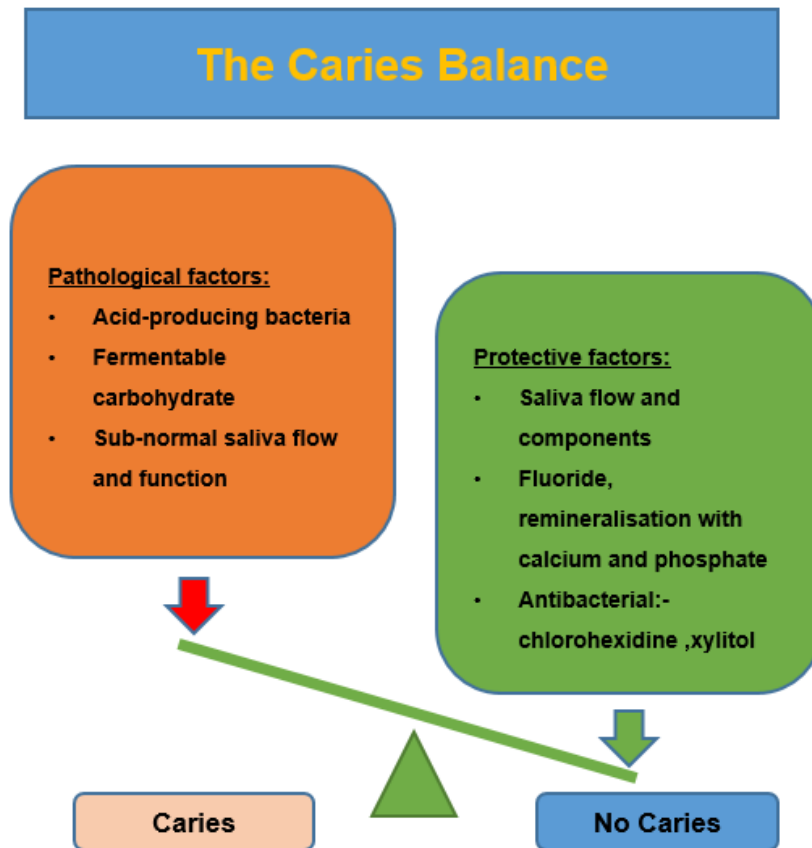 The Caries Balance
Pathological factors:
• Acid-producing bacteria
• Fermentable
carbohydrate
• Sub-normal saliva flow
and function
Protective factors:
• Saliva flow and
components
• Fluoride,
remineralisation with
calcium and phosphate
• Antibacterial:-
chlorohexidine ,xylitol
Caries
No Caries